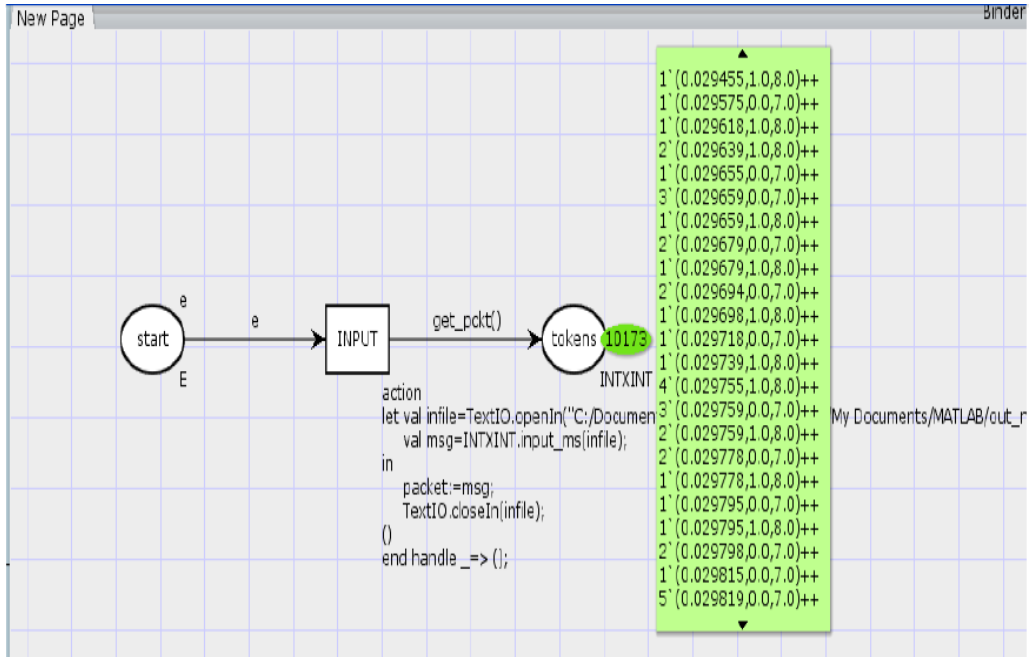 New Page
Binder
1`(0.029455,1.0,8.0)++
1`(0.029575,0.0,7.0)++
1`(0.029618,1.0,8.0)++
2`(0.029639,1.0,8.0)++
1`(0.029655,0.0,7.0)++
3`(0.029659,0.0,7.0)++
1`(0.029659,1.0,8.0)++
2`(0.029679,0.0,7.0)++
1`(0.029679,1.0,8.0)++
2`(0.029694,0.0,7.0)++
1`(0.029698,1.0,8.0)++
1`(0.029718,0.0,7.0)++
1`(0.029739,1.0,8.0)++
4`(0.029755,1.0,8.0)++
3`(0.029759,0.0,7.0)++
2`(0.029759,1.0,8.0)++
2`(0.029778,0.0,7.0)++
1`(0.029778,1.0,8.0)++
1`(0.029795,0.0,7.0)++
1`(0.029795,1.0,8.0)++
2`(0.029798,0.0,7.0)++
1`(0.029815,0.0,7.0)++
5`(0.029819,0.0,7.0)++
e
start
E
e
INPUT
get_pckt()
tokens
10173
INTXINT
action
let val infile=TextIO.openIn("C:/Documen My Documents/MATLAB/out_n
val msg=INTXINT.input_ms(infile);
in
packet:=msg;
TextIO.closeIn(infile);
()
end handle _=> ();